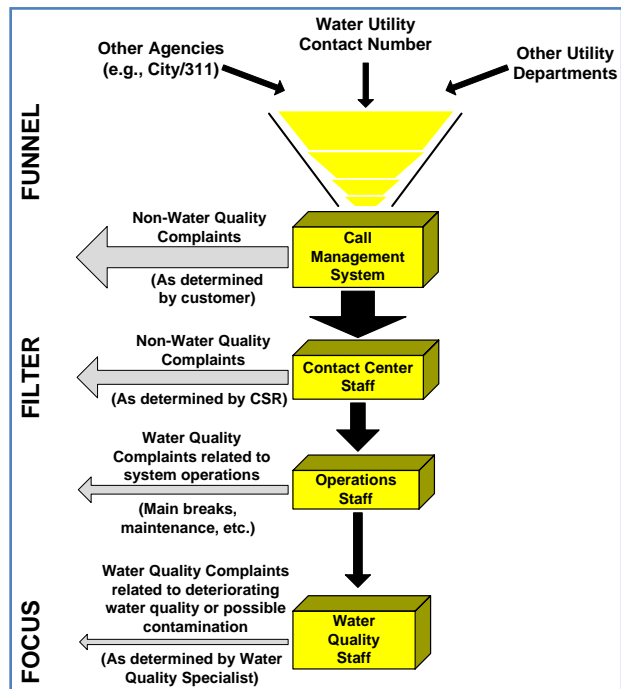 Other Agencies
(e.g., City/311)
Water Utility
Contact Number
Other Utility
Departments
FUNNEL
Non-Water Quality
Complaints
(As determined
by customer)
Call
Management
System
FILTER
Non-Water Quality
Complaints
(As determined by CSR)
Contact Center
Staff
Water Quality
Complaints related to
system operations
(Main breaks,
maintenance, etc.)
Operations
Staff
FOCUS
Water Quality Complaints
related to deteriorating
water quality or possible
contamination
(As determined by Water
Quality Specialist)
Water
Quality
Staff